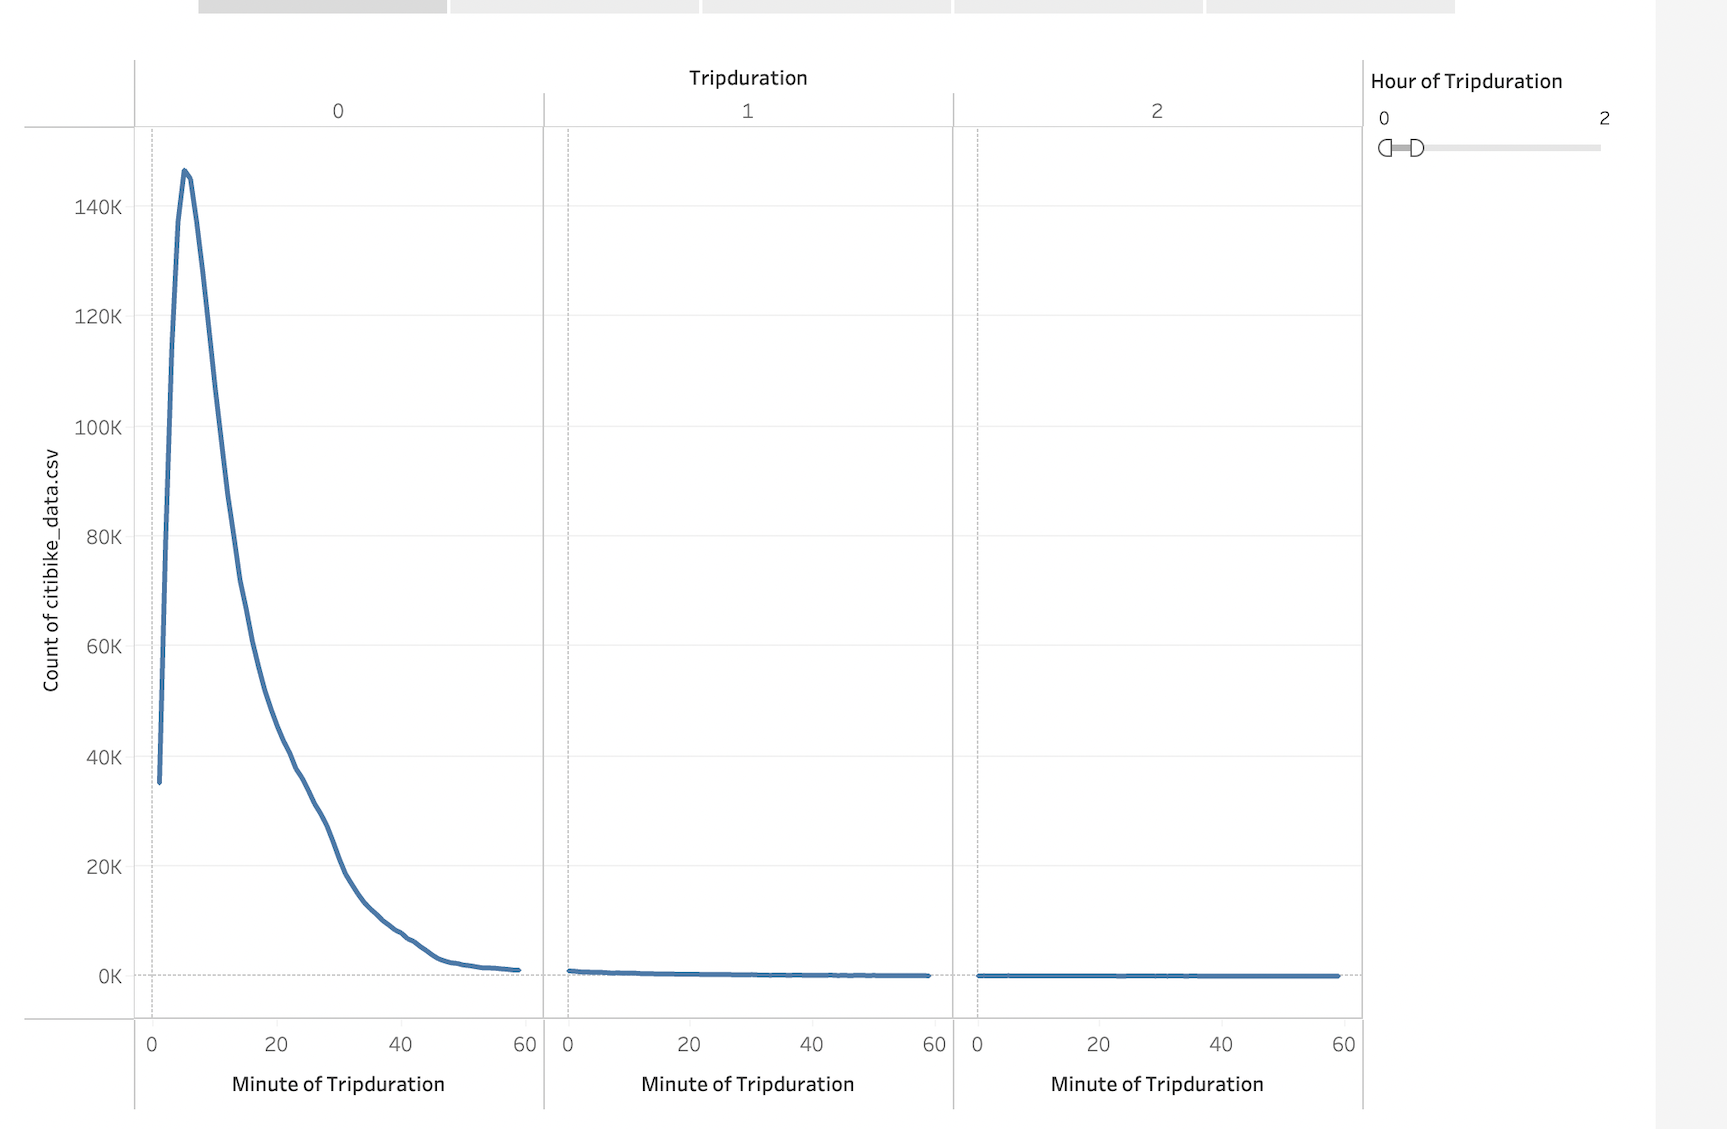 Tripduration
0 1 2
Hour of Tripduration
0 2
140K
120K
100K
80K
60K
40K
20K
0K
Count of citibike_data.csv
0 20 40 60 0 20 40 60 0 20 40 60
Minute of Tripduration Minute of Tripduration Minute of Tripduration